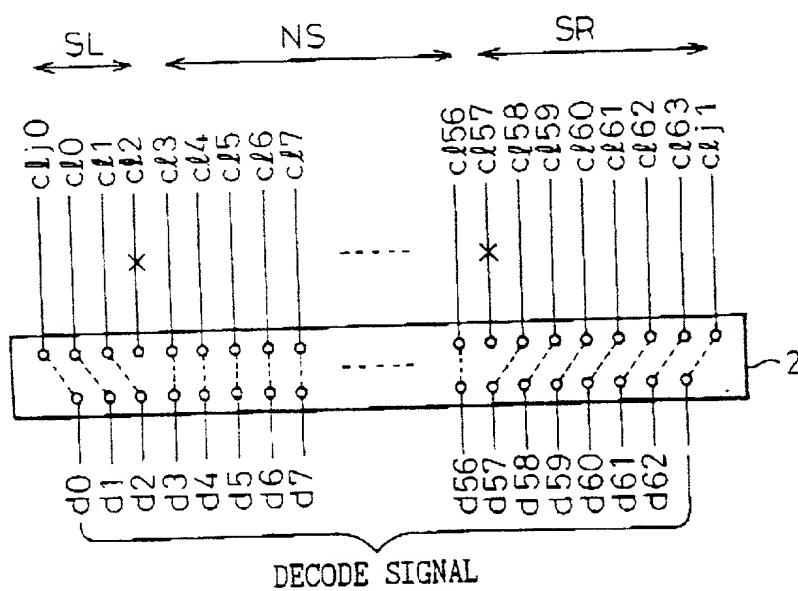 SL NS SR
cℓj0 cℓ0 cℓ1 cℓ2 cℓ3 cℓ4 cℓ5 cℓ6 cℓ7 cℓ56 cℓ57 cℓ58 cℓ59 cℓ60 cℓ61 cℓ62 cℓ63 cℓj1
2
d0 d1 d2 d3 d4 d5 d6 d7 d56 d57 d58 d59 d60 d61 d62
DECODE SIGNAL